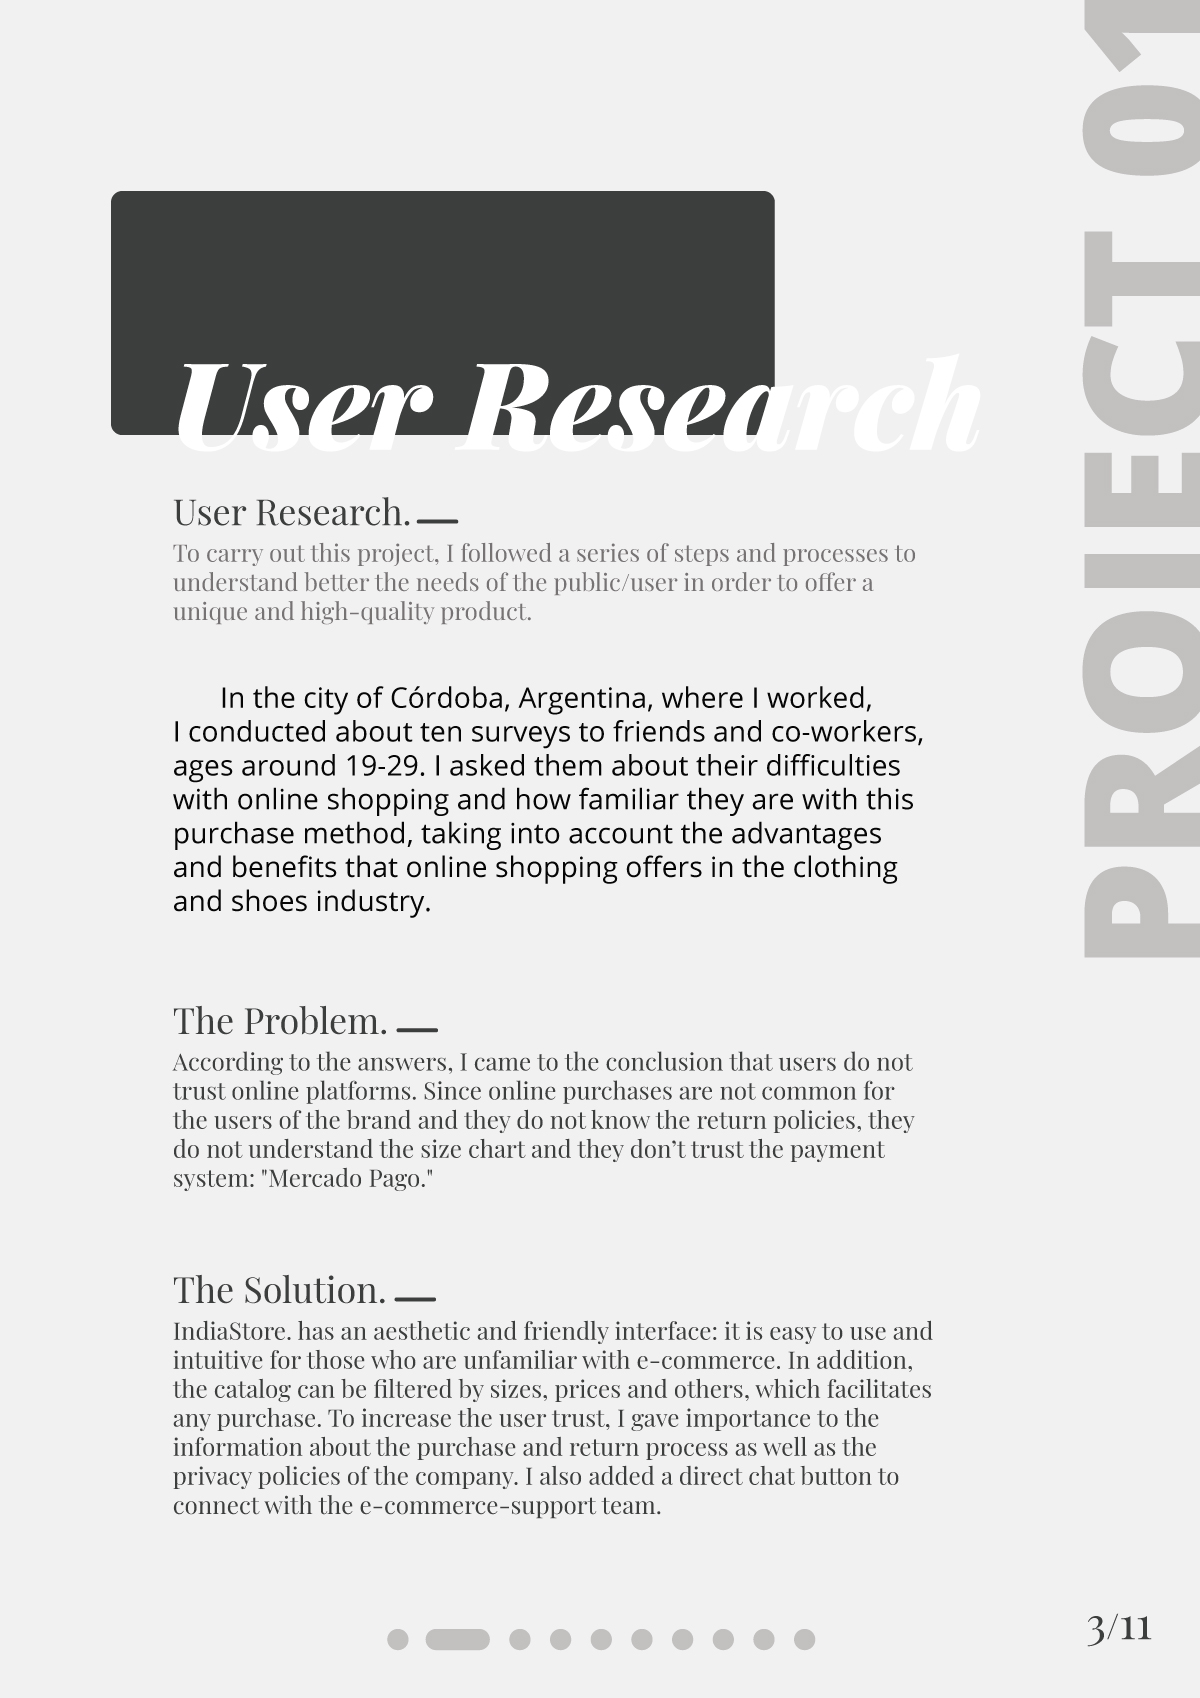 PROJECT 01
User Research
User Research.
To carry out this project, I followed a series of steps and processes to
understand better the needs of the public/user in order to offer a
unique and high-quality product.
In the city of Córdoba, Argentina, where I worked,
I conducted about ten surveys to friends and co-workers,
ages around 19-29. I asked them about their difficulties
with online shopping and how familiar they are with this
purchase method, taking into account the advantages
and benefits that online shopping offers in the clothing
and shoes industry.
The Problem.
According to the answers, I came to the conclusion that users do not
trust online platforms. Since online purchases are not common for
the users of the brand and they do not know the return policies, they
do not understand the size chart and they don’t trust the payment
system: "Mercado Pago."
The Solution.
IndiaStore. has an aesthetic and friendly interface: it is easy to use and
intuitive for those who are unfamiliar with e-commerce. In addition,
the catalog can be filtered by sizes, prices and others, which facilitates
any purchase. To increase the user trust, I gave importance to the
information about the purchase and return process as well as the
privacy policies of the company. I also added a direct chat button to
connect with the e-commerce-support team.
3/11